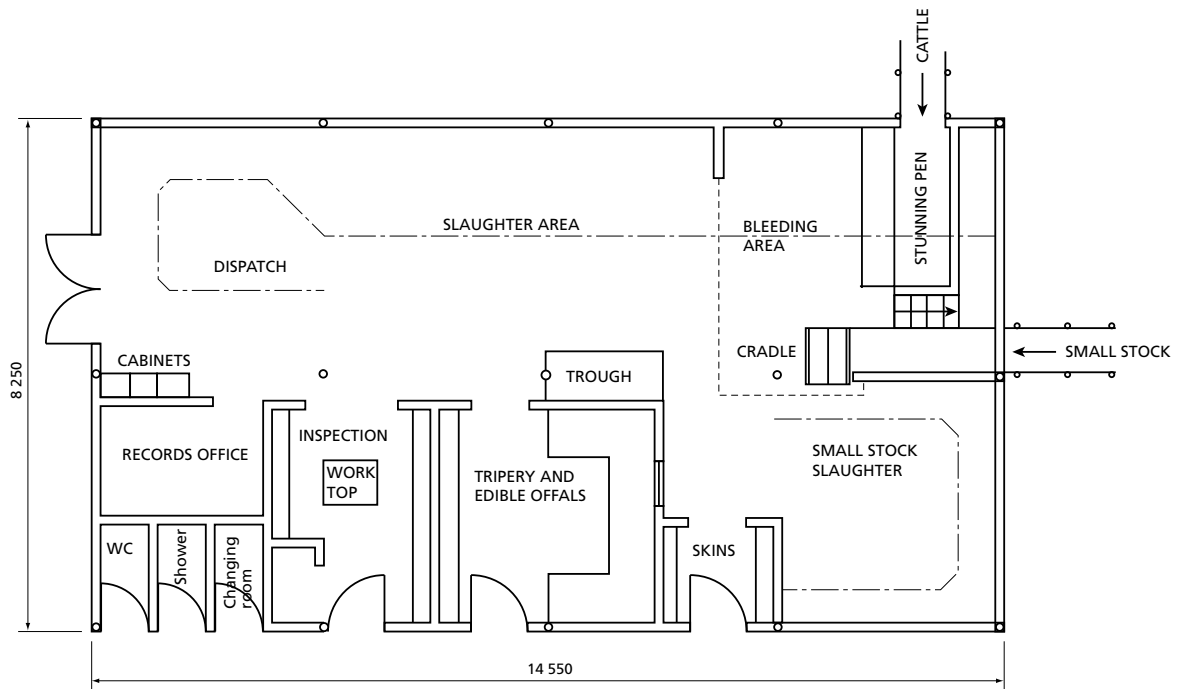 CATTLE
STUNNING PEN
SLAUGHTER AREA
BLEEDING
AREA
DISPATCH
8 250
CABINETS
CRADLE
SMALL STOCK
TROUGH
RECORDS OFFICE
INSPECTION
WORK
TOP
TRIPERY AND
EDIBLE OFFALS
SMALL STOCK
SLAUGHTER
WC
Shower
Changing
room
SKINS
14 550